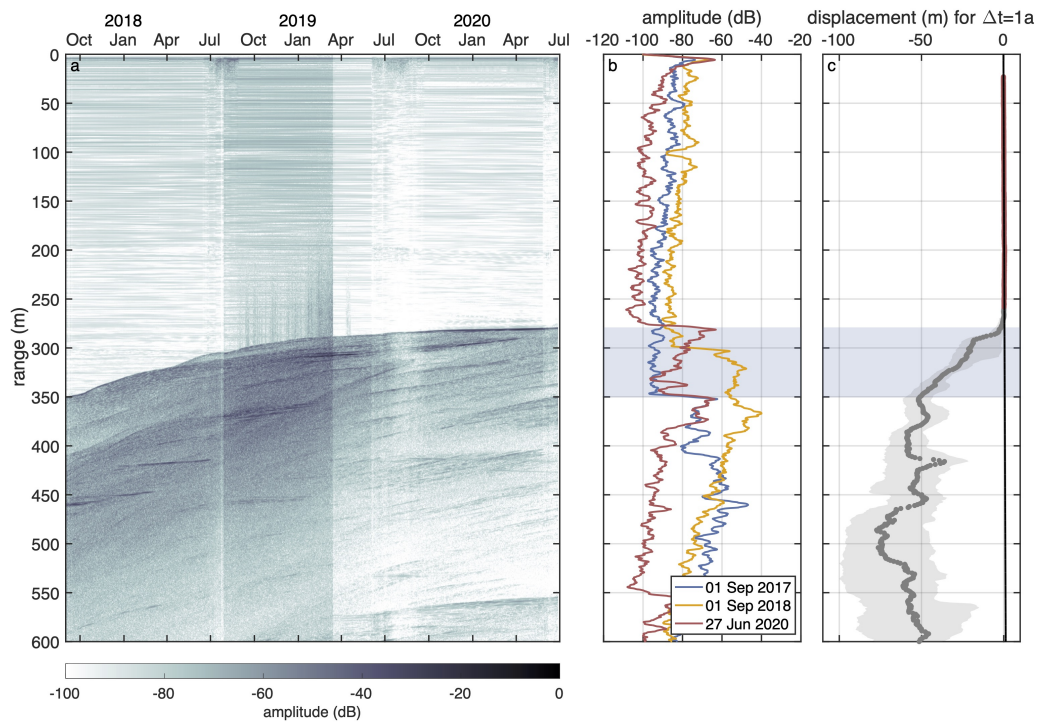 2018 2019 2020 amplitude (dB) displacement (m) for Δt=1a
Oct Jan Apr Jul Oct Jan Apr Jul Oct Jan Apr -120 -100 -80 -60 -40 -20 -100 -50 0
a b c
0
50
100
150
200
250
300
350
400
450
500
550
600
range (m)
01 Sep 2017
01 Sep 2018
27 Jun 2020
-100 -80 -60 -40 -20 0
amplitude (dB)